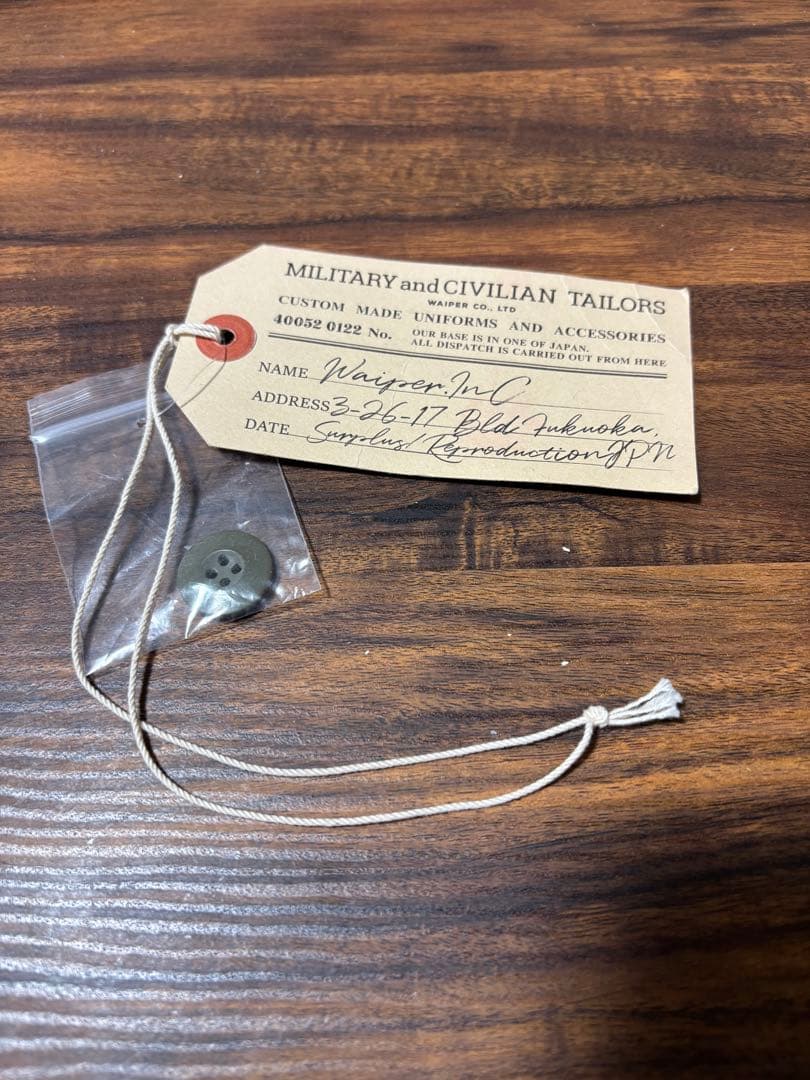 MILITARY and CIVILIAN TAILORS
WAIPER CO., LTD
CUSTOM MADE UNIFORMS AND ACCESSORIES
40052 0122 No. OUR BASE IS IN ONE OF JAPAN.
ALL DISPATCH IS CARRIED OUT FROM HERE
NAME Waiper.Inc
ADDRESS 3-26-17 Bld. Fukuoka,
DATE Surplus/Reproduction JPN